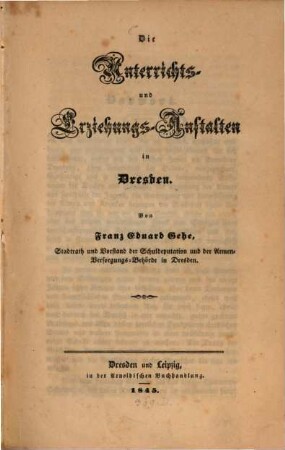 Die
Unterrichts-
und
Erziehungs-Anstalten
in
Dresden.
Von
Franz Eduard Gehe,
Stadtrath und Vorstand der Schuldeputation und der Armen-
Versorgungs-Behörde in Dresden.
Dresden und Leipzig,
in der Arnoldischen Buchhandlung.
1845.